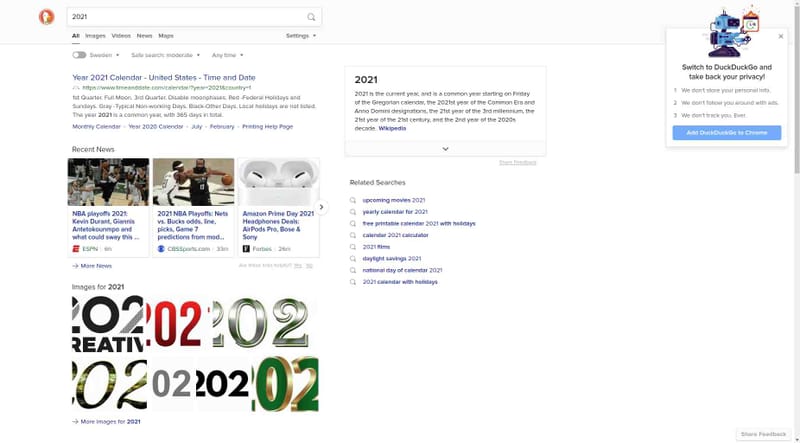 2021
All Images Videos News Maps Settings
Sweden Safe search: moderate Any time
Year 2021 Calendar - United States - Time and Date
https://www.timeanddate.com/calendar/?year=2021&country=1
1st Quarter. Full Moon. 3rd Quarter. Disable moonphases. Red -Federal Holidays and
Sundays. Gray -Typical Non-working Days. Black-Other Days. Local holidays are not listed.
The year 2021 is a common year, with 365 days in total.
Monthly Calendar · Year 2020 Calendar · July · February · Printing Help Page
Recent News
NBA playoffs 2021:
Kevin Durant, Giannis
Antetokounmpo and
what could sway this ...
ESPN 6h
2021 NBA Playoffs: Nets
vs. Bucks odds, line,
picks, Game 7
predictions from mod...
CBSSports.com 33m
Amazon Prime Day 2021
Headphones Deals:
AirPods Pro, Bose &
Sony
Forbes 26m
More News
Are these links helpful? Yes No
Images for 2021
202
REATIV
202
202
202
02
202
02
More Images for 2021
2021
2021 is the current year, and is a common year starting on Friday
of the Gregorian calendar, the 2021st year of the Common Era and
Anno Domini designations, the 21st year of the 3rd millennium, the
21st year of the 21st century, and the 2nd year of the 2020s
decade. Wikipedia
Share Feedback
Related Searches
upcoming movies 2021
yearly calendar for 2021
free printable calendar 2021 with holidays
calendar 2021 calculator
2021 films
daylight savings 2021
national day of calendar 2021
2021 calendar with holidays
Switch to DuckDuckGo and
take back your privacy!
1 We don't store your personal info.
2 We don't follow you around with ads.
3 We don't track you. Ever.
Add DuckDuckGo to Chrome
Share Feedback